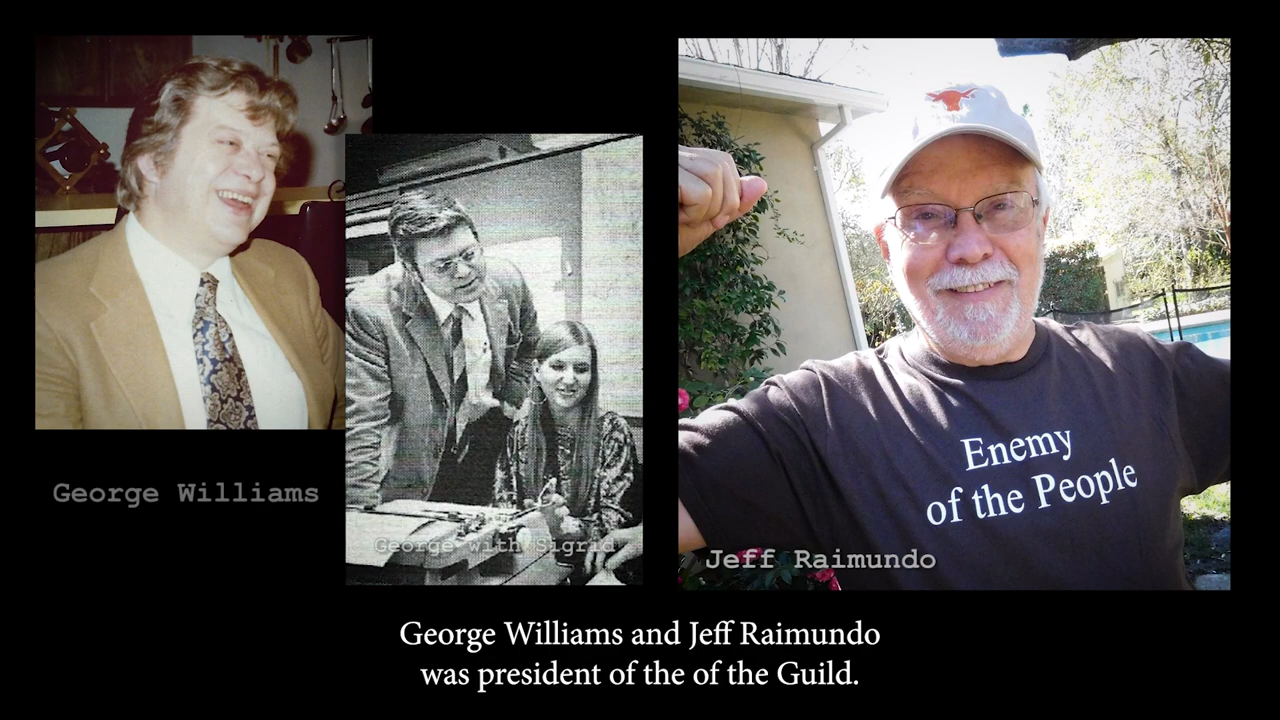 George Williams
George with Sigrid
Enemy
of the People
Jeff Raimundo
George Williams and Jeff Raimundo
was president of the of the Guild.